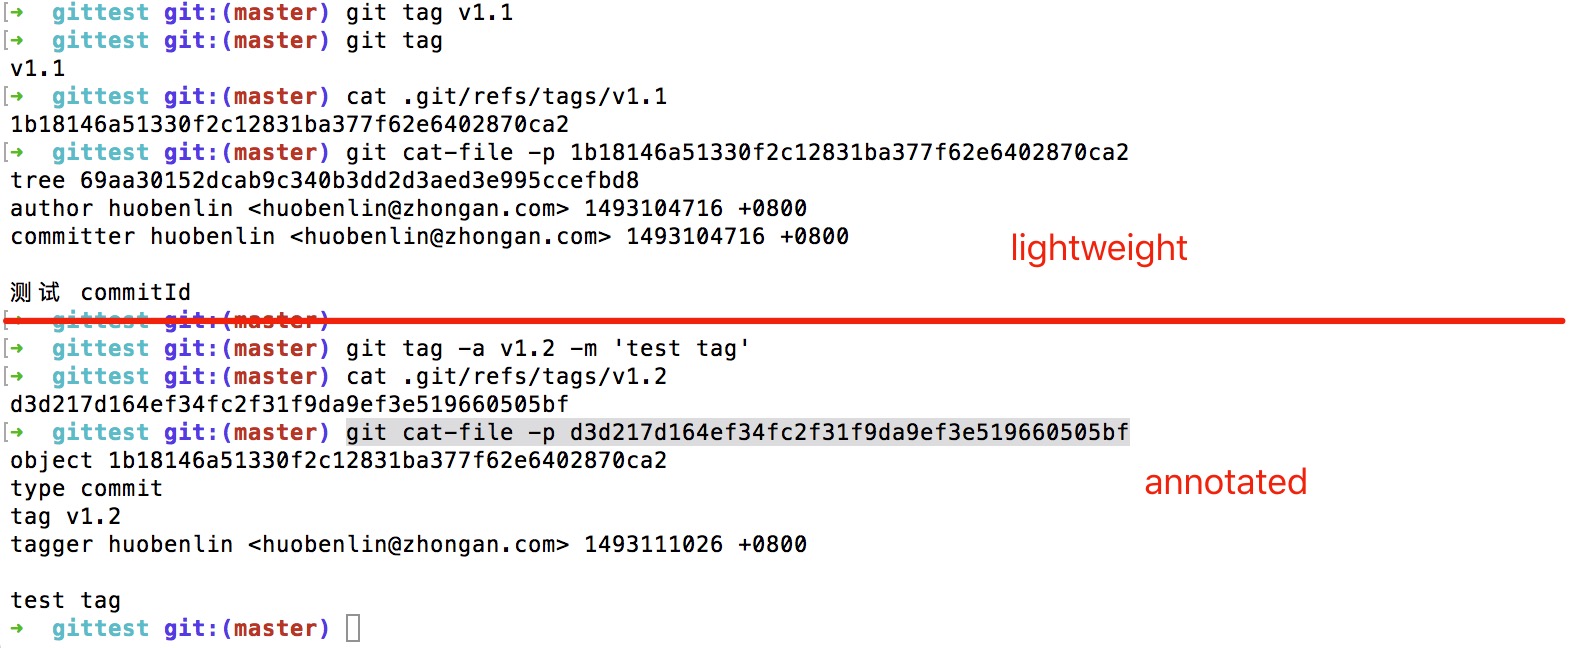 ➜  gittest git:(master) git tag v1.1
➜  gittest git:(master) git tag
v1.1
➜  gittest git:(master) cat .git/refs/tags/v1.1
1b18146a51330f2c12831ba377f62e6402870ca2
➜  gittest git:(master) git cat-file -p 1b18146a51330f2c12831ba377f62e6402870ca2
tree 69aa30152dcab9c340b3dd2d3aed3e995ccefbd8
author huobenlin <huobenlin@zhongan.com> 1493104716 +0800
committer huobenlin <huobenlin@zhongan.com> 1493104716 +0800
lightweight
测试 commitId
➜  gittest git:(master)
➜  gittest git:(master) git tag -a v1.2 -m 'test tag'
➜  gittest git:(master) cat .git/refs/tags/v1.2
d3d217d164ef34fc2f31f9da9ef3e519660505bf
➜  gittest git:(master) git cat-file -p d3d217d164ef34fc2f31f9da9ef3e519660505bf
object 1b18146a51330f2c12831ba377f62e6402870ca2
type commit
annotated
tag v1.2
tagger huobenlin <huobenlin@zhongan.com> 1493111026 +0800
test tag
➜  gittest git:(master)